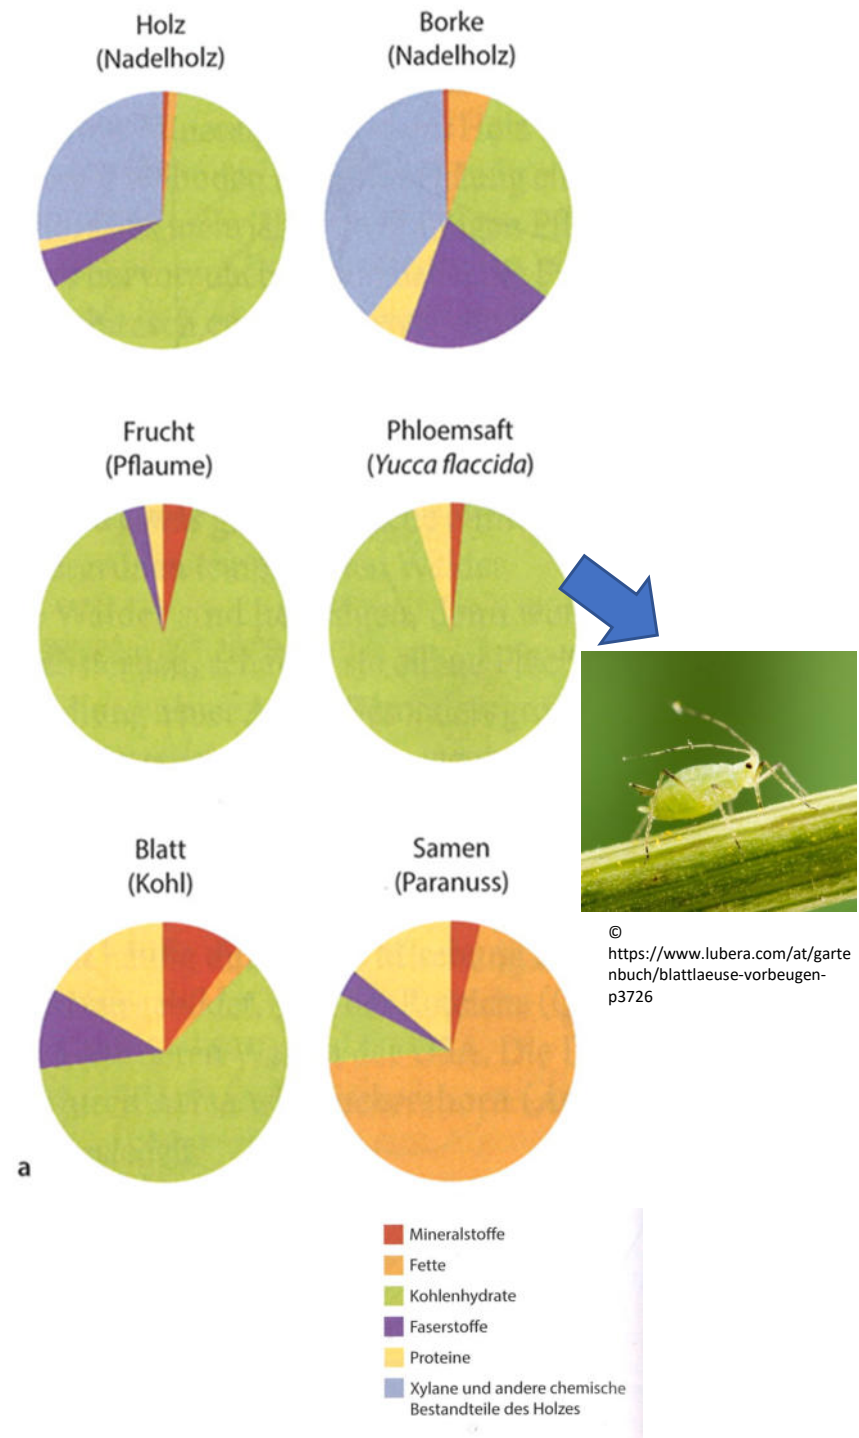 Holz
(Nadelholz)
Borke
(Nadelholz)
Frucht
(Pflaume)
Phloemsaft
(Yucca flaccida)
Blatt
(Kohl)
Samen
(Paranuss)
©
https://www.lubera.com/at/garte
nbuch/blattlaeuse-vorbeugen-
p3726
a
Mineralstoffe
Fette
Kohlenhydrate
Faserstoffe
Proteine
Xylane und andere chemische
Bestandteile des Holzes